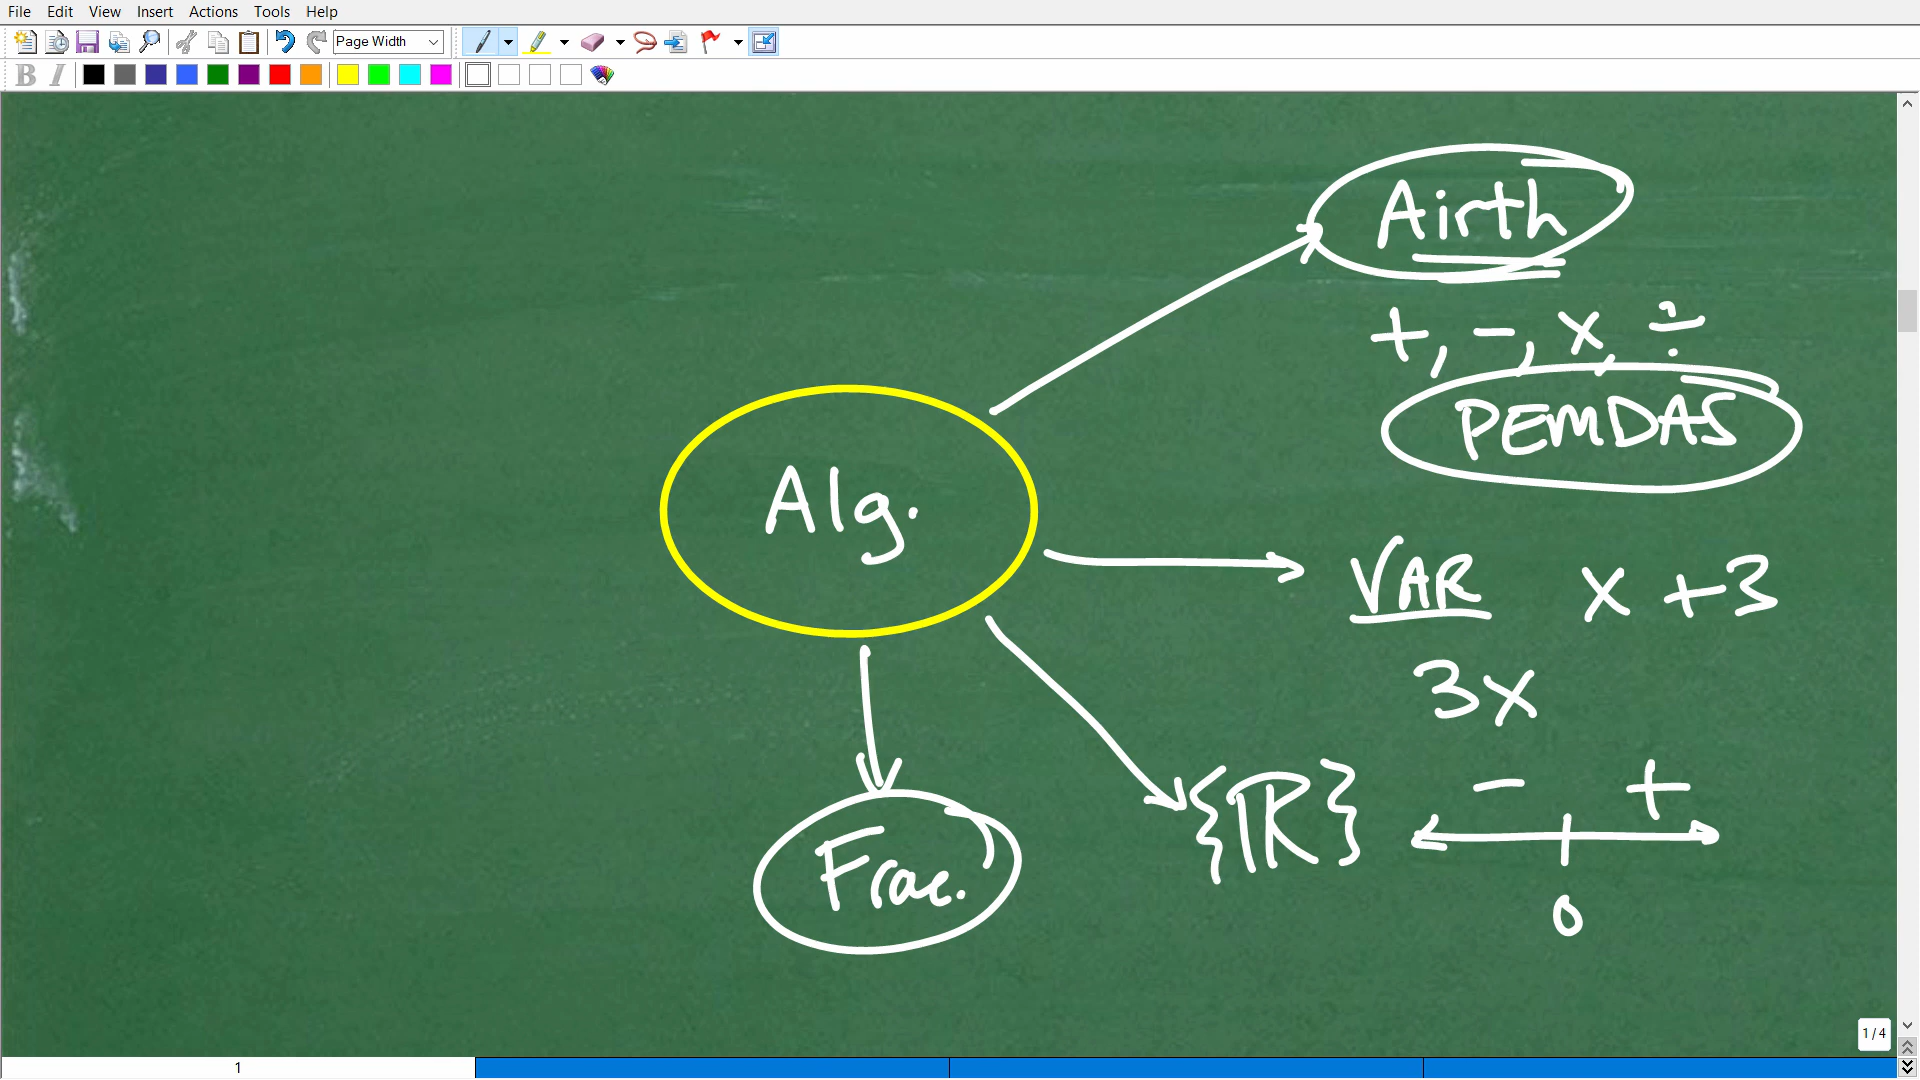 File Edit View Insert Actions Tools Help
Page Width
B I
Airth
+, -, x, ÷
PEMDAS
Alg.
VAR x + 3
3x
{ℝ} - +
0
Frac.
1 / 4
1